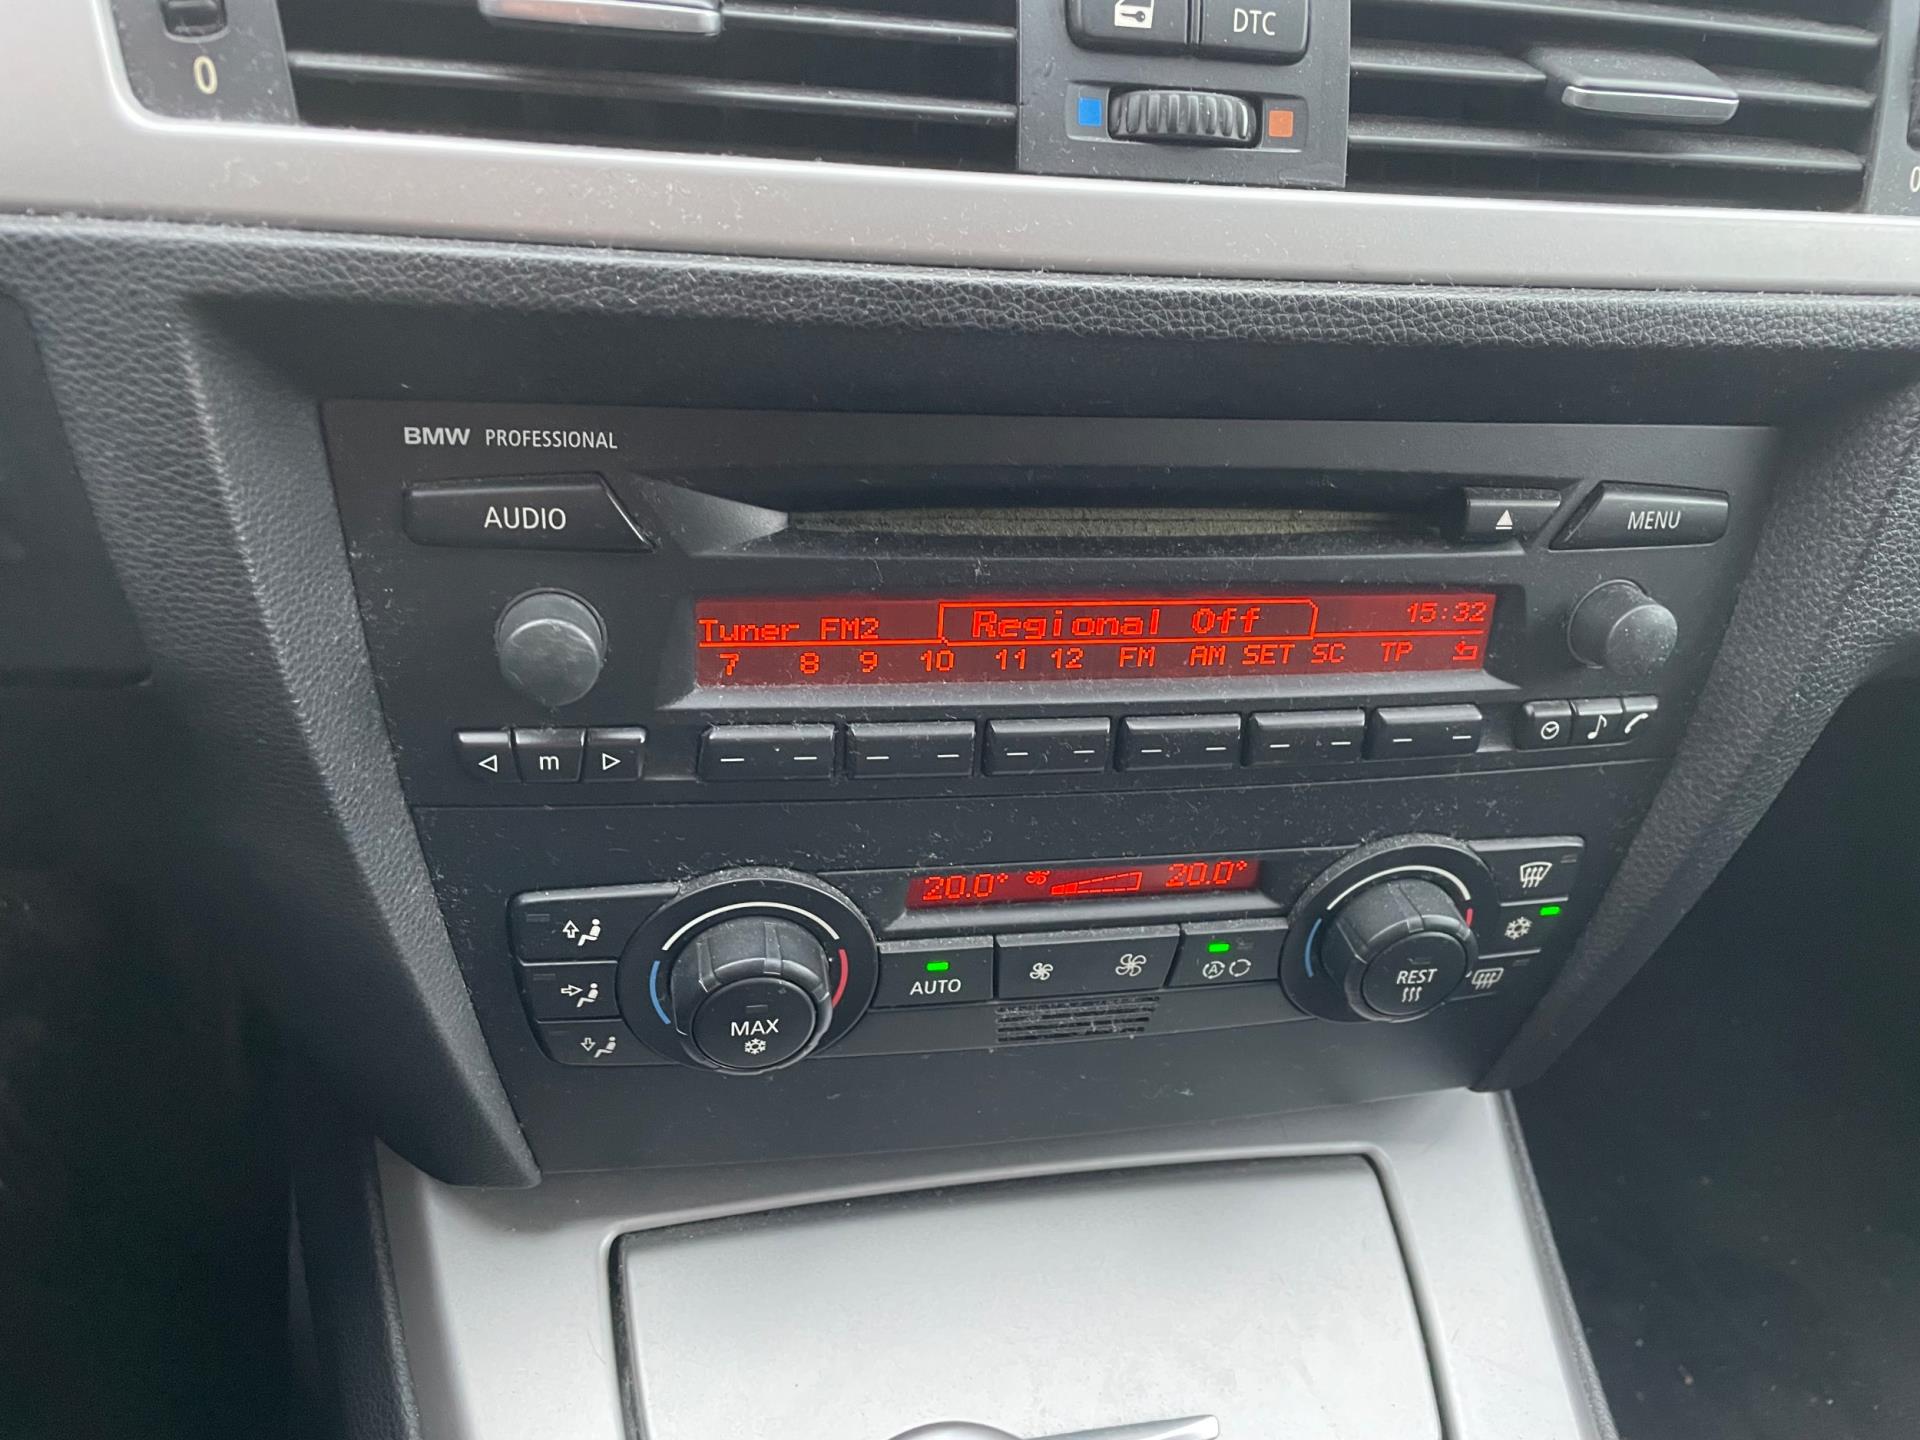 DTC
0
0
BMW PROFESSIONAL
AUDIO
MENU
Tuner FM2 Regional Off 15:32
7 8 9 10 11 12 FM AM SET SC TP
m
20.0° 20.0°
AUTO
A
REST
MAX